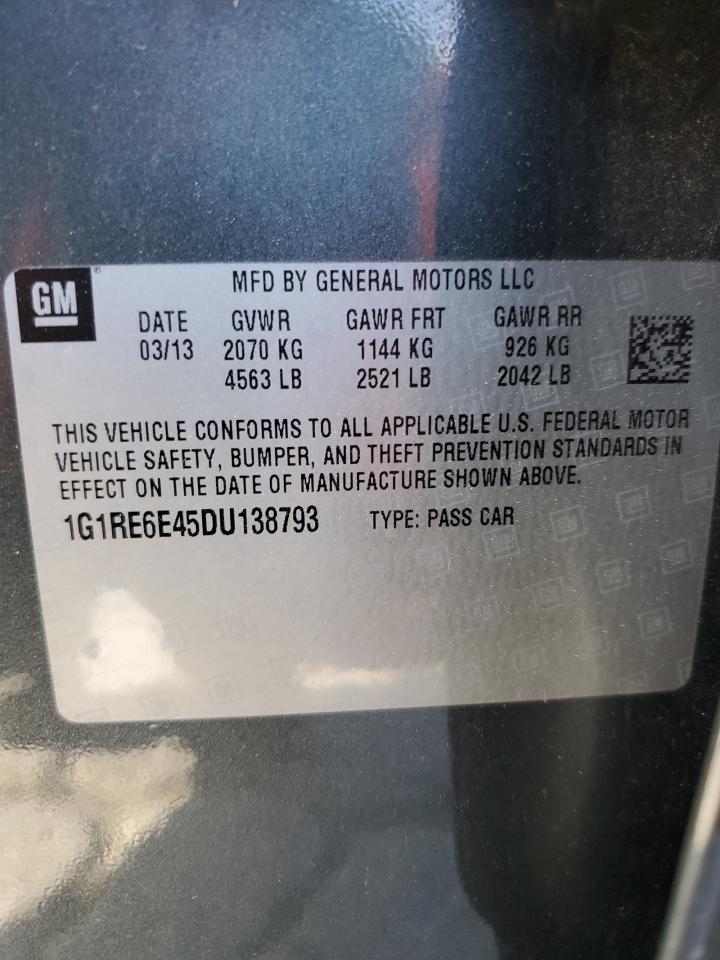 GM
MFD BY GENERAL MOTORS LLC
DATE GVWR GAWR FRT GAWR RR
03/13 2070 KG 1144 KG 926 KG
4563 LB 2521 LB 2042 LB
THIS VEHICLE CONFORMS TO ALL APPLICABLE U.S. FEDERAL MOTOR
VEHICLE SAFETY, BUMPER, AND THEFT PREVENTION STANDARDS IN
EFFECT ON THE DATE OF MANUFACTURE SHOWN ABOVE.
1G1RE6E45DU138793 TYPE: PASS CAR